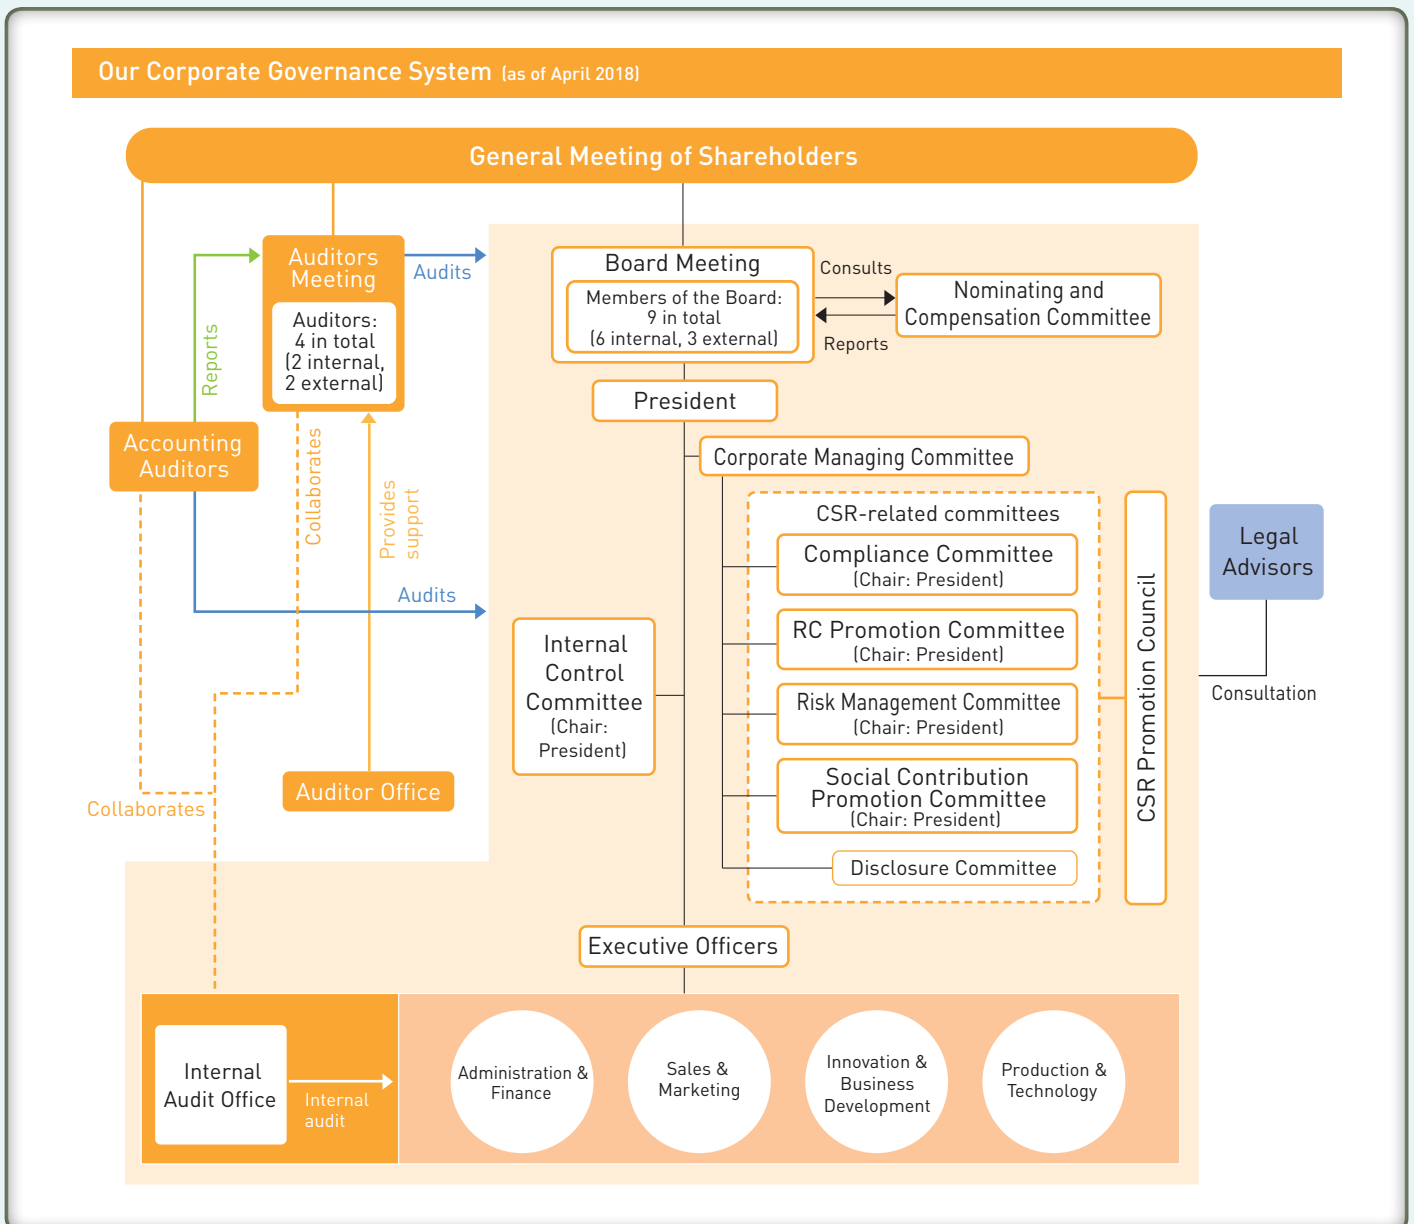 Our Corporate Governance System (as of April 2018)
General Meeting of Shareholders
Auditors
Meeting
Auditors:
4 in total
(2 internal,
2 external)
Audits
Reports
Accounting
Auditors
Collaborates
Provides
support
Audits
Auditor Office
Collaborates
Board Meeting
Members of the Board:
9 in total
(6 internal, 3 external)
Consults
Reports
Nominating and
Compensation Committee
President
Corporate Managing Committee
CSR-related committees
Compliance Committee
(Chair: President)
RC Promotion Committee
(Chair: President)
Risk Management Committee
(Chair: President)
Social Contribution
Promotion Committee
(Chair: President)
Disclosure Committee
CSR Promotion Council
Legal
Advisors
Consultation
Internal
Control
Committee
(Chair:
President)
Executive Officers
Internal
Audit Office
Internal
audit
Administration &
Finance
Sales &
Marketing
Innovation &
Business
Development
Production &
Technology